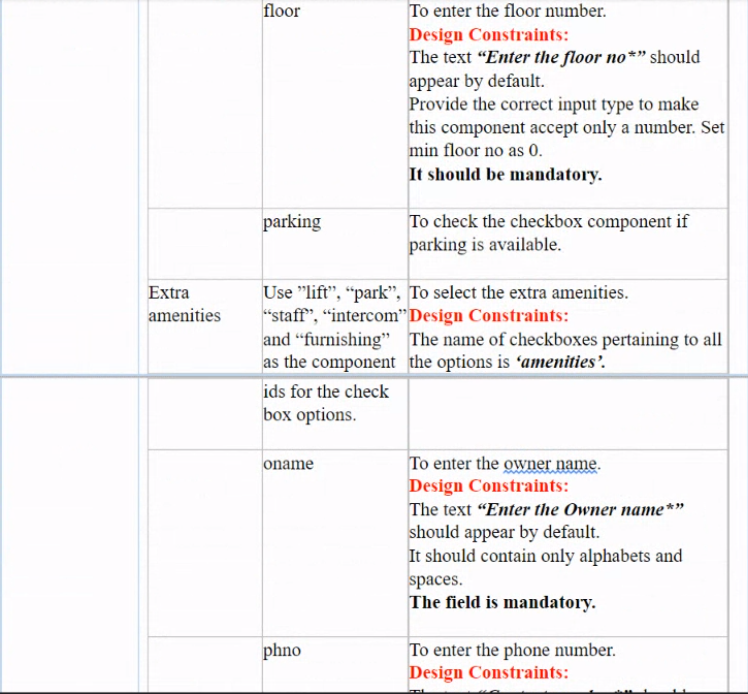 floor
To enter the floor number.
Design Constraints:
The text “Enter the floor no*” should
appear by default.
Provide the correct input type to make
this component accept only a number. Set
min floor no as 0.
It should be mandatory.
parking
To check the checkbox component if
parking is available.
Extra
amenities
Use ”lift”, “park”,
“staff”, “intercom”
and “furnishing”
as the component
To select the extra amenities.
Design Constraints:
The name of checkboxes pertaining to all
the options is ‘amenities’.
ids for the check
box options.
oname
To enter the owner name.
Design Constraints:
The text “Enter the Owner name*”
should appear by default.
It should contain only alphabets and
spaces.
The field is mandatory.
phno
To enter the phone number.
Design Constraints: